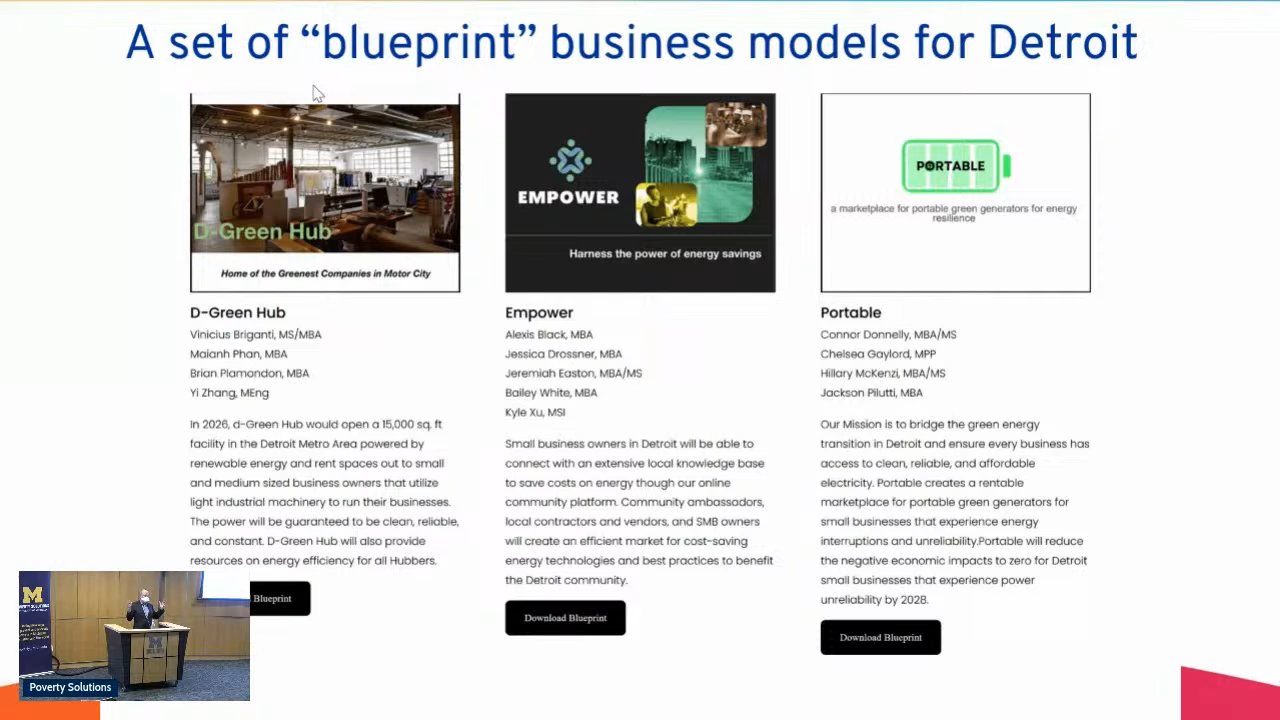 A set of “blueprint” business models for Detroit
D-Green Hub
Home of the Greenest Companies in Motor City
D-Green Hub
Vinicius Briganti, MS/MBA
Maianh Phan, MBA
Brian Plamondon, MBA
Yi Zhang, MEng
In 2026, d-Green Hub would open a 15,000 sq. ft
facility in the Detroit Metro Area powered by
renewable energy and rent spaces out to small
and medium sized business owners that utilize
light industrial machinery to run their businesses.
The power will be guaranteed to be clean, reliable,
and constant. D-Green Hub will also provide
resources on energy efficiency for all Hubbers.
Blueprint
EMPOWER
Harness the power of energy savings
Empower
Alexis Black, MBA
Jessica Drossner, MBA
Jeremiah Easton, MBA/MS
Bailey White, MBA
Kyle Xu, MSI
Small business owners in Detroit will be able to
connect with an extensive local knowledge base
to save costs on energy though our online
community platform. Community ambassadors,
local contractors and vendors, and SMB owners
will create an efficient market for cost-saving
energy technologies and best practices to benefit
the Detroit community.
Download Blueprint
PORTABLE
a marketplace for portable green generators for energy
resilience
Portable
Connor Donnelly, MBA/MS
Chelsea Gaylord, MPP
Hillary McKenzi, MBA/MS
Jackson Pilutti, MBA
Our Mission is to bridge the green energy
transition in Detroit and ensure every business has
access to clean, reliable, and affordable
electricity. Portable creates a rentable
marketplace for portable green generators for
small businesses that experience energy
interruptions and unreliability.Portable will reduce
the negative economic impacts to zero for Detroit
small businesses that experience power
unreliability by 2028.
Download Blueprint
M
POVERTY SOLUTIONS
M
Poverty Solutions